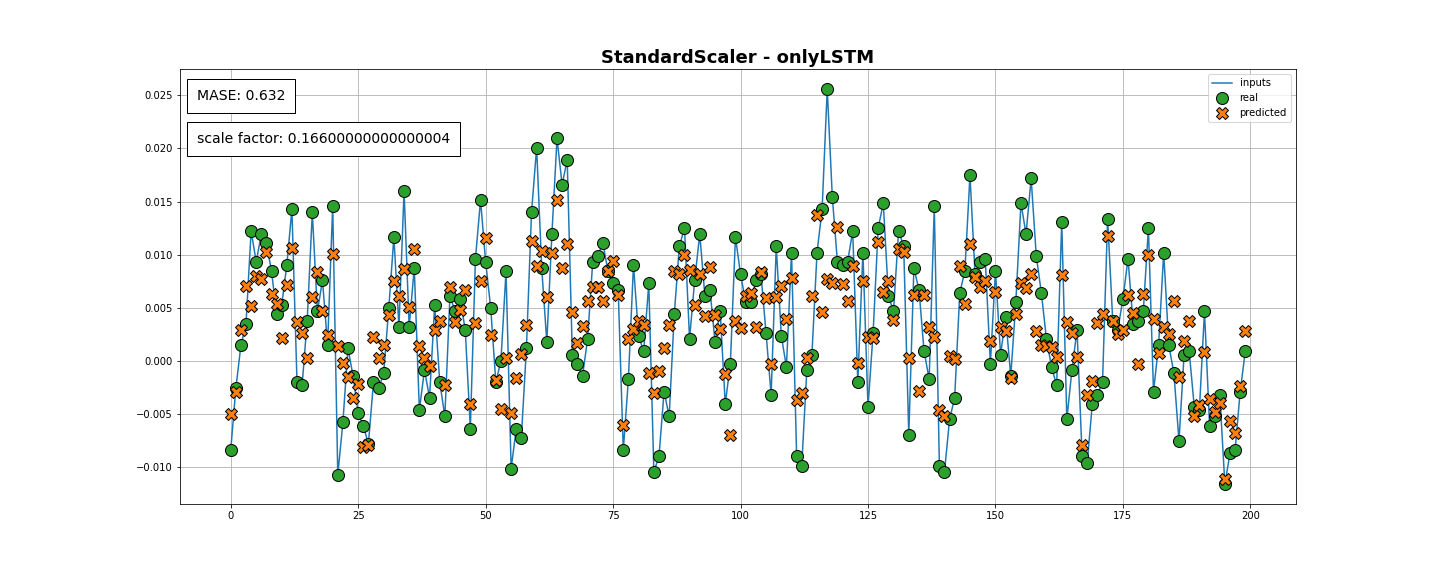 StandardScaler - onlyLSTM
MASE: 0.632
scale factor: 0.16600000000000004
inputs
real
predicted
0.025
0.020
0.015
0.010
0.005
0.000
−0.005
−0.010
0 25 50 75 100 125 150 175 200